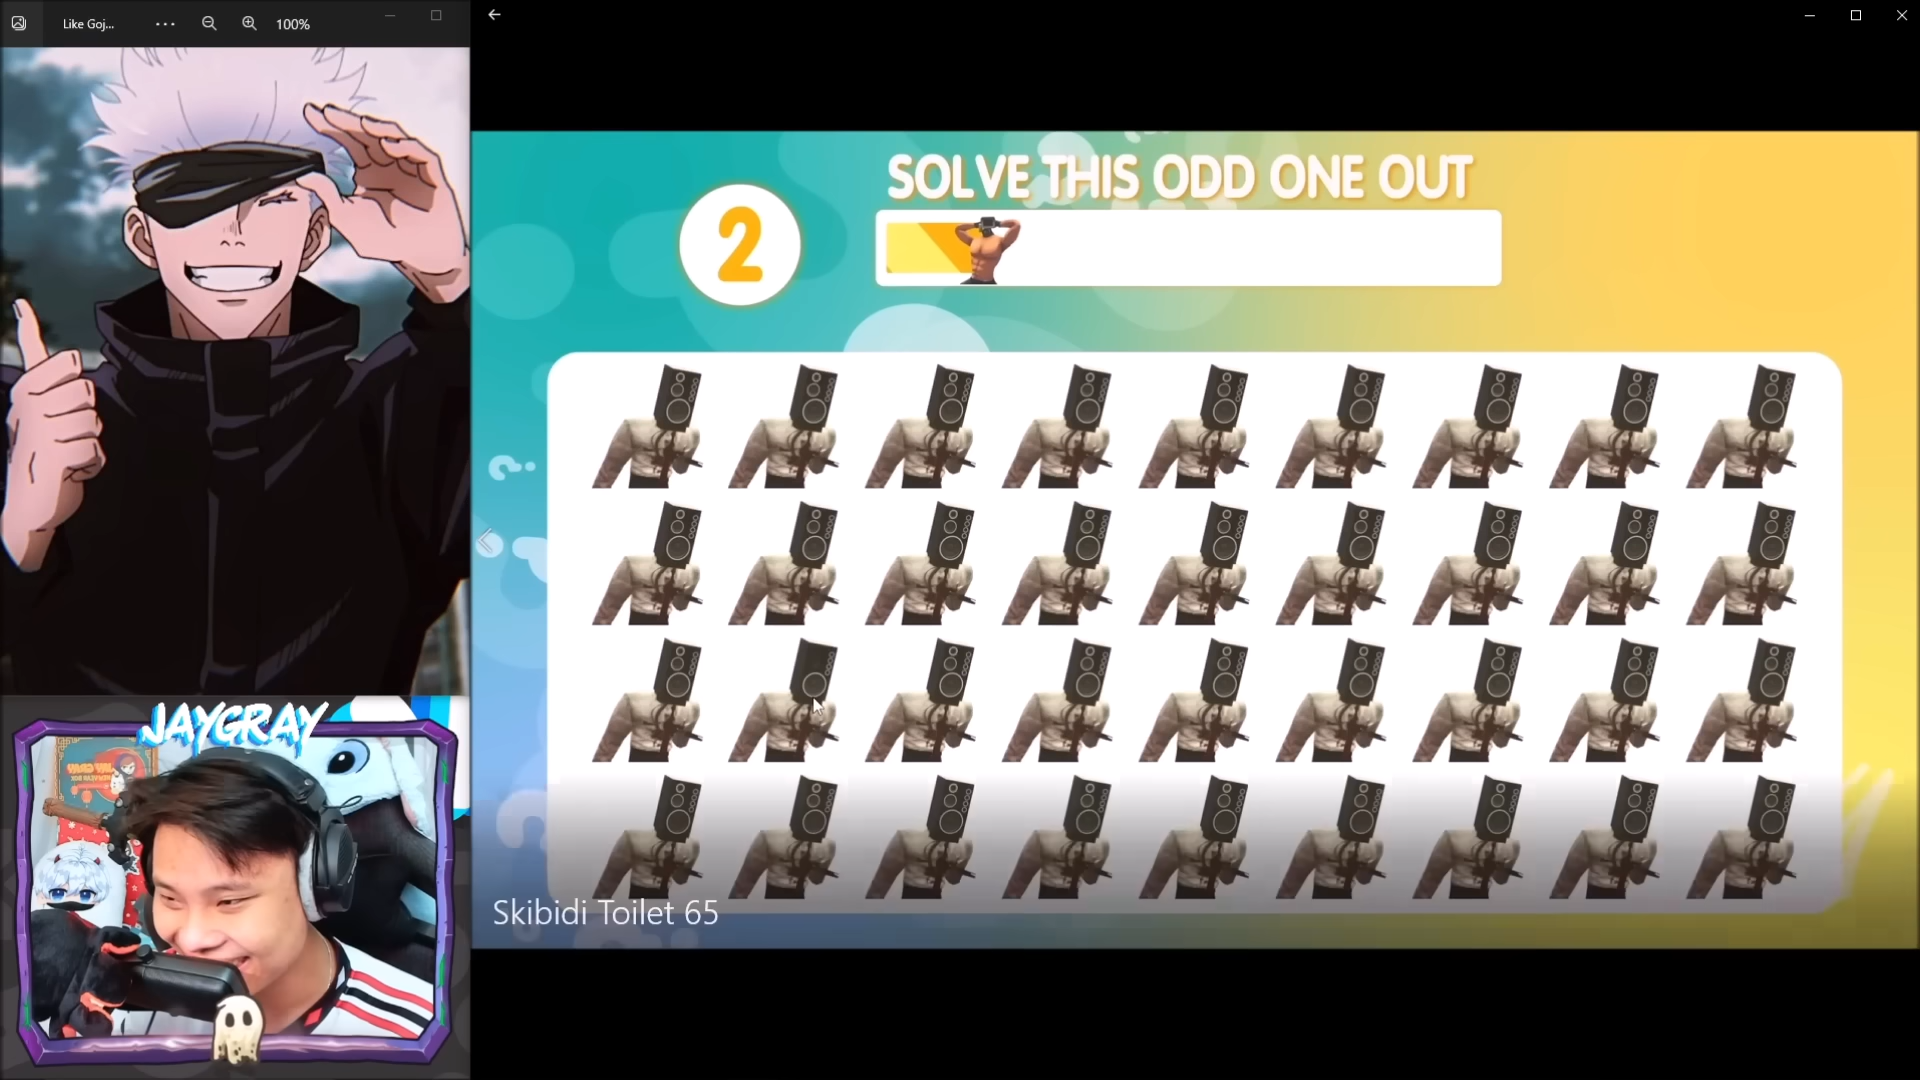 Like Goj...
100%
SOLVE THIS ODD ONE OUT
2
JAYGRAY
Skibidi Toilet 65